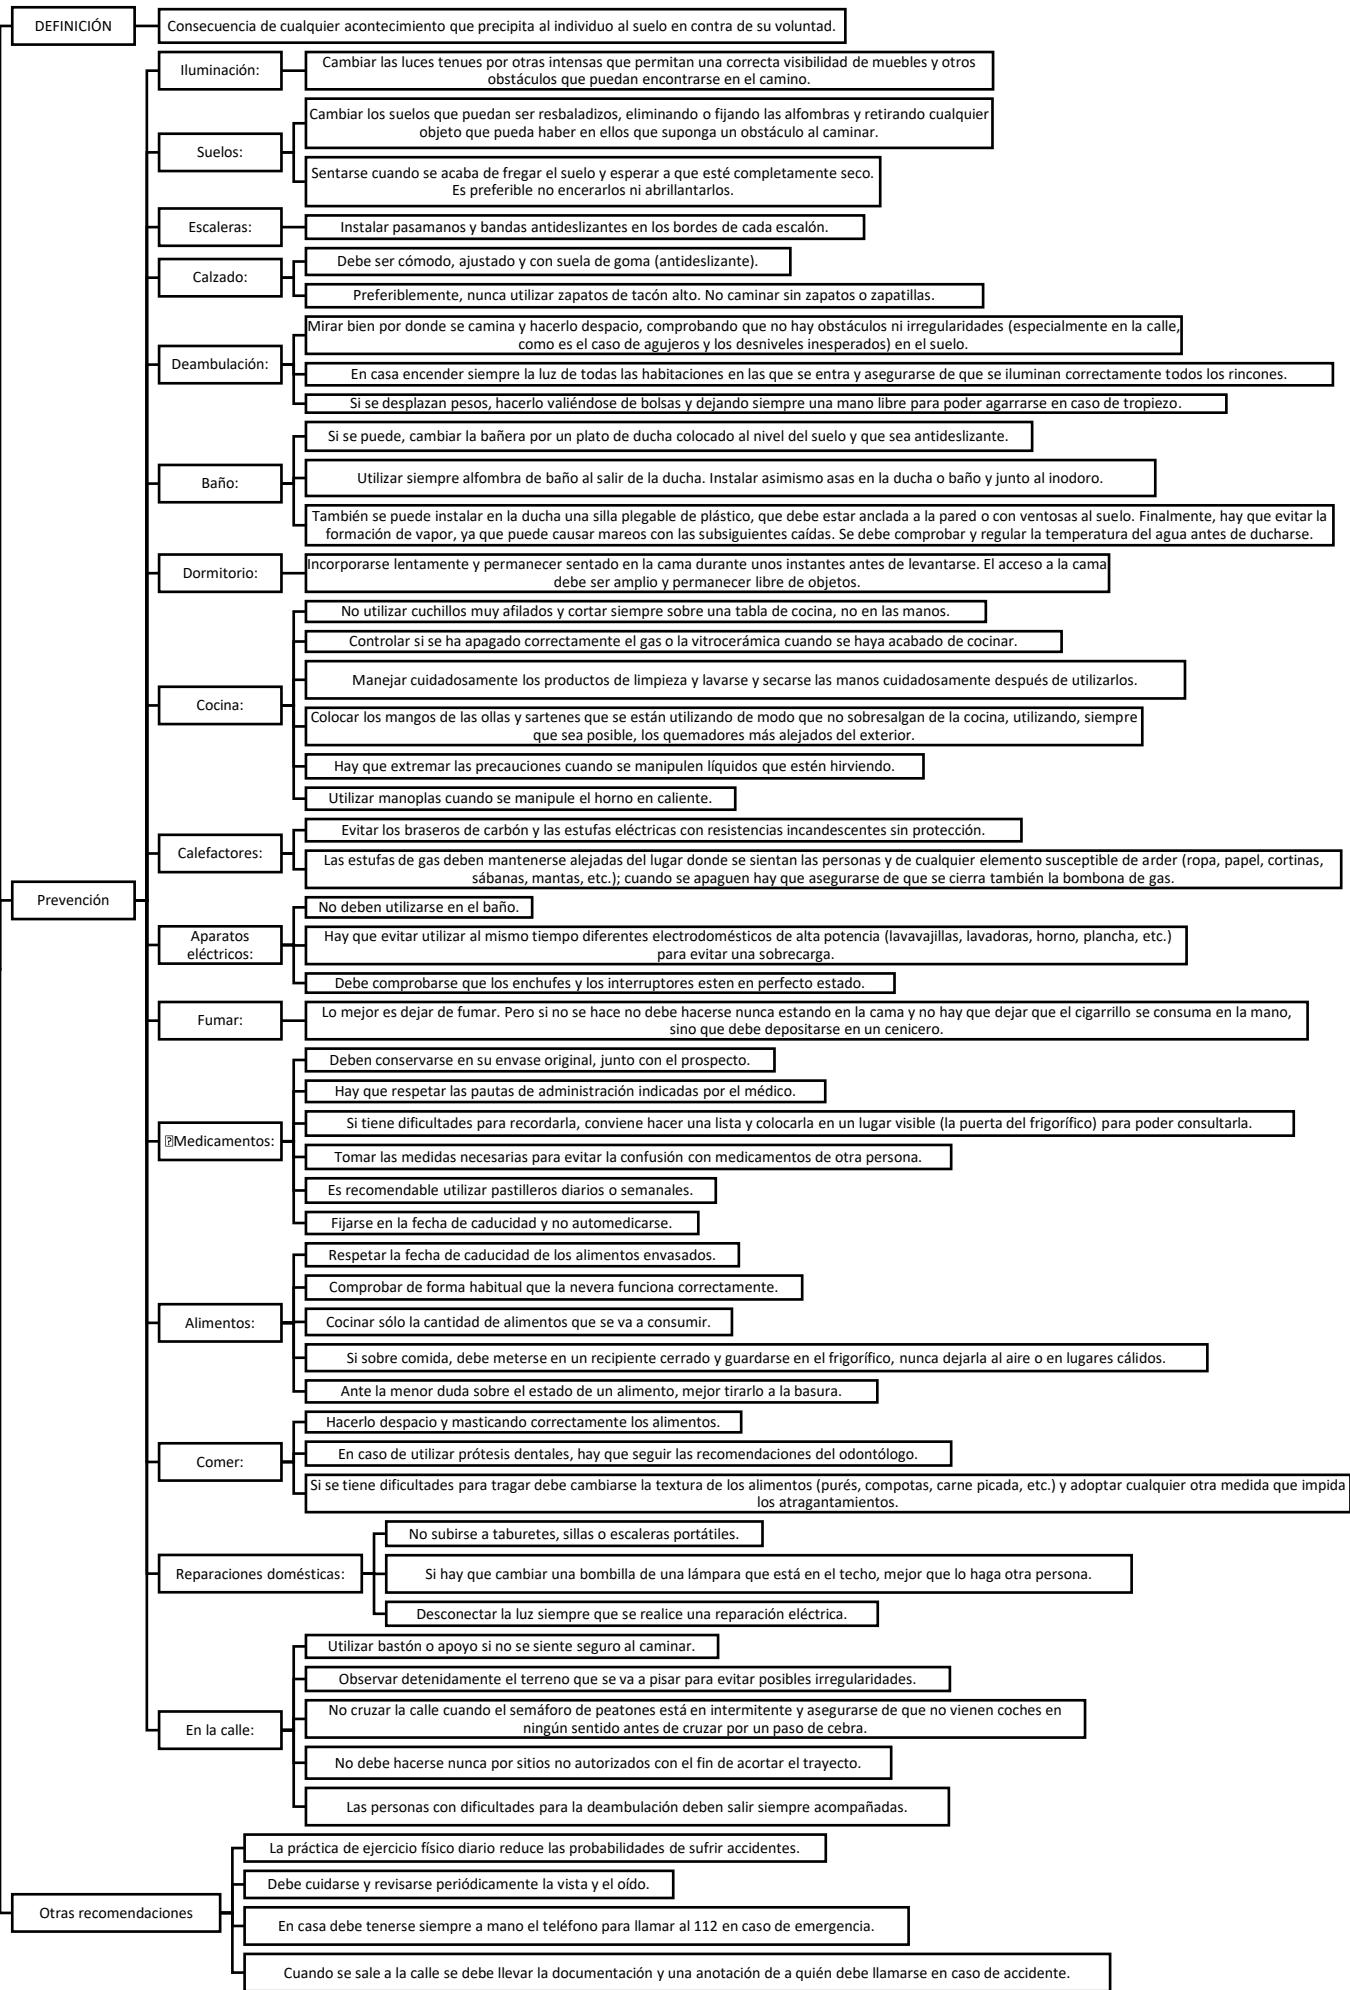 DEFINICIÓN
Consecuencia de cualquier acontecimiento que precipita al individuo al suelo en contra de su voluntad.
Prevención
Iluminación:
Cambiar las luces tenues por otras intensas que permitan una correcta visibilidad de muebles y otros
obstáculos que puedan encontrarse en el camino.
Suelos:
Cambiar los suelos que puedan ser resbaladizos, eliminando o fijando las alfombras y retirando cualquier
objeto que pueda haber en ellos que suponga un obstáculo al caminar.
Sentarse cuando se acaba de fregar el suelo y esperar a que esté completamente seco.
Es preferible no encerarlos ni abrillantarlos.
Escaleras:
Instalar pasamanos y bandas antideslizantes en los bordes de cada escalón.
Calzado:
Debe ser cómodo, ajustado y con suela de goma (antideslizante).
Preferiblemente, nunca utilizar zapatos de tacón alto. No caminar sin zapatos o zapatillas.
Deambulación:
Mirar bien por donde se camina y hacerlo despacio, comprobando que no hay obstáculos ni irregularidades (especialmente en la calle,
como es el caso de agujeros y los desniveles inesperados) en el suelo.
En casa encender siempre la luz de todas las habitaciones en las que se entra y asegurarse de que se iluminan correctamente todos los rincones.
Si se desplazan pesos, hacerlo valiéndose de bolsas y dejando siempre una mano libre para poder agarrarse en caso de tropiezo.
Baño:
Si se puede, cambiar la bañera por un plato de ducha colocado al nivel del suelo y que sea antideslizante.
Utilizar siempre alfombra de baño al salir de la ducha. Instalar asimismo asas en la ducha o baño y junto al inodoro.
También se puede instalar en la ducha una silla plegable de plástico, que debe estar anclada a la pared o con ventosas al suelo. Finalmente, hay que evitar la
formación de vapor, ya que puede causar mareos con las subsiguientes caídas. Se debe comprobar y regular la temperatura del agua antes de ducharse.
Dormitorio:
Incorporarse lentamente y permanecer sentado en la cama durante unos instantes antes de levantarse. El acceso a la cama
debe ser amplio y permanecer libre de objetos.
Cocina:
No utilizar cuchillos muy afilados y cortar siempre sobre una tabla de cocina, no en las manos.
Controlar si se ha apagado correctamente el gas o la vitrocerámica cuando se haya acabado de cocinar.
Manejar cuidadosamente los productos de limpieza y lavarse y secarse las manos cuidadosamente después de utilizarlos.
Colocar los mangos de las ollas y sartenes que se están utilizando de modo que no sobresalgan de la cocina, utilizando, siempre
que sea posible, los quemadores más alejados del exterior.
Hay que extremar las precauciones cuando se manipulen líquidos que estén hirviendo.
Utilizar manoplas cuando se manipule el horno en caliente.
Calefactores:
Evitar los braseros de carbón y las estufas eléctricas con resistencias incandescentes sin protección.
Las estufas de gas deben mantenerse alejadas del lugar donde se sientan las personas y de cualquier elemento susceptible de arder (ropa, papel, cortinas,
sábanas, mantas, etc.); cuando se apaguen hay que asegurarse de que se cierra también la bombona de gas.
Aparatos
eléctricos:
No deben utilizarse en el baño.
Hay que evitar utilizar al mismo tiempo diferentes electrodomésticos de alta potencia (lavavajillas, lavadoras, horno, plancha, etc.)
para evitar una sobrecarga.
Debe comprobarse que los enchufes y los interruptores esten en perfecto estado.
Fumar:
Lo mejor es dejar de fumar. Pero si no se hace no debe hacerse nunca estando en la cama y no hay que dejar que el cigarrillo se consuma en la mano,
sino que debe depositarse en un cenicero.
Medicamentos:
Deben conservarse en su envase original, junto con el prospecto.
Hay que respetar las pautas de administración indicadas por el médico.
Si tiene dificultades para recordarla, conviene hacer una lista y colocarla en un lugar visible (la puerta del frigorífico) para poder consultarla.
Tomar las medidas necesarias para evitar la confusión con medicamentos de otra persona.
Es recomendable utilizar pastilleros diarios o semanales.
Fijarse en la fecha de caducidad y no automedicarse.
Alimentos:
Respetar la fecha de caducidad de los alimentos envasados.
Comprobar de forma habitual que la nevera funciona correctamente.
Cocinar sólo la cantidad de alimentos que se va a consumir.
Si sobre comida, debe meterse en un recipiente cerrado y guardarse en el frigorífico, nunca dejarla al aire o en lugares cálidos.
Ante la menor duda sobre el estado de un alimento, mejor tirarlo a la basura.
Comer:
Hacerlo despacio y masticando correctamente los alimentos.
En caso de utilizar prótesis dentales, hay que seguir las recomendaciones del odontólogo.
Si se tiene dificultades para tragar debe cambiarse la textura de los alimentos (purés, compotas, carne picada, etc.) y adoptar cualquier otra medida que impida
los atragantamientos.
Reparaciones domésticas:
No subirse a taburetes, sillas o escaleras portátiles.
Si hay que cambiar una bombilla de una lámpara que está en el techo, mejor que lo haga otra persona.
Desconectar la luz siempre que se realice una reparación eléctrica.
En la calle:
Utilizar bastón o apoyo si no se siente seguro al caminar.
Observar detenidamente el terreno que se va a pisar para evitar posibles irregularidades.
No cruzar la calle cuando el semáforo de peatones está en intermitente y asegurarse de que no vienen coches en
ningún sentido antes de cruzar por un paso de cebra.
No debe hacerse nunca por sitios no autorizados con el fin de acortar el trayecto.
Las personas con dificultades para la deambulación deben salir siempre acompañadas.
Otras recomendaciones
La práctica de ejercicio físico diario reduce las probabilidades de sufrir accidentes.
Debe cuidarse y revisarse periódicamente la vista y el oído.
En casa debe tenerse siempre a mano el teléfono para llamar al 112 en caso de emergencia.
Cuando se sale a la calle se debe llevar la documentación y una anotación de a quién debe llamarse en caso de accidente.